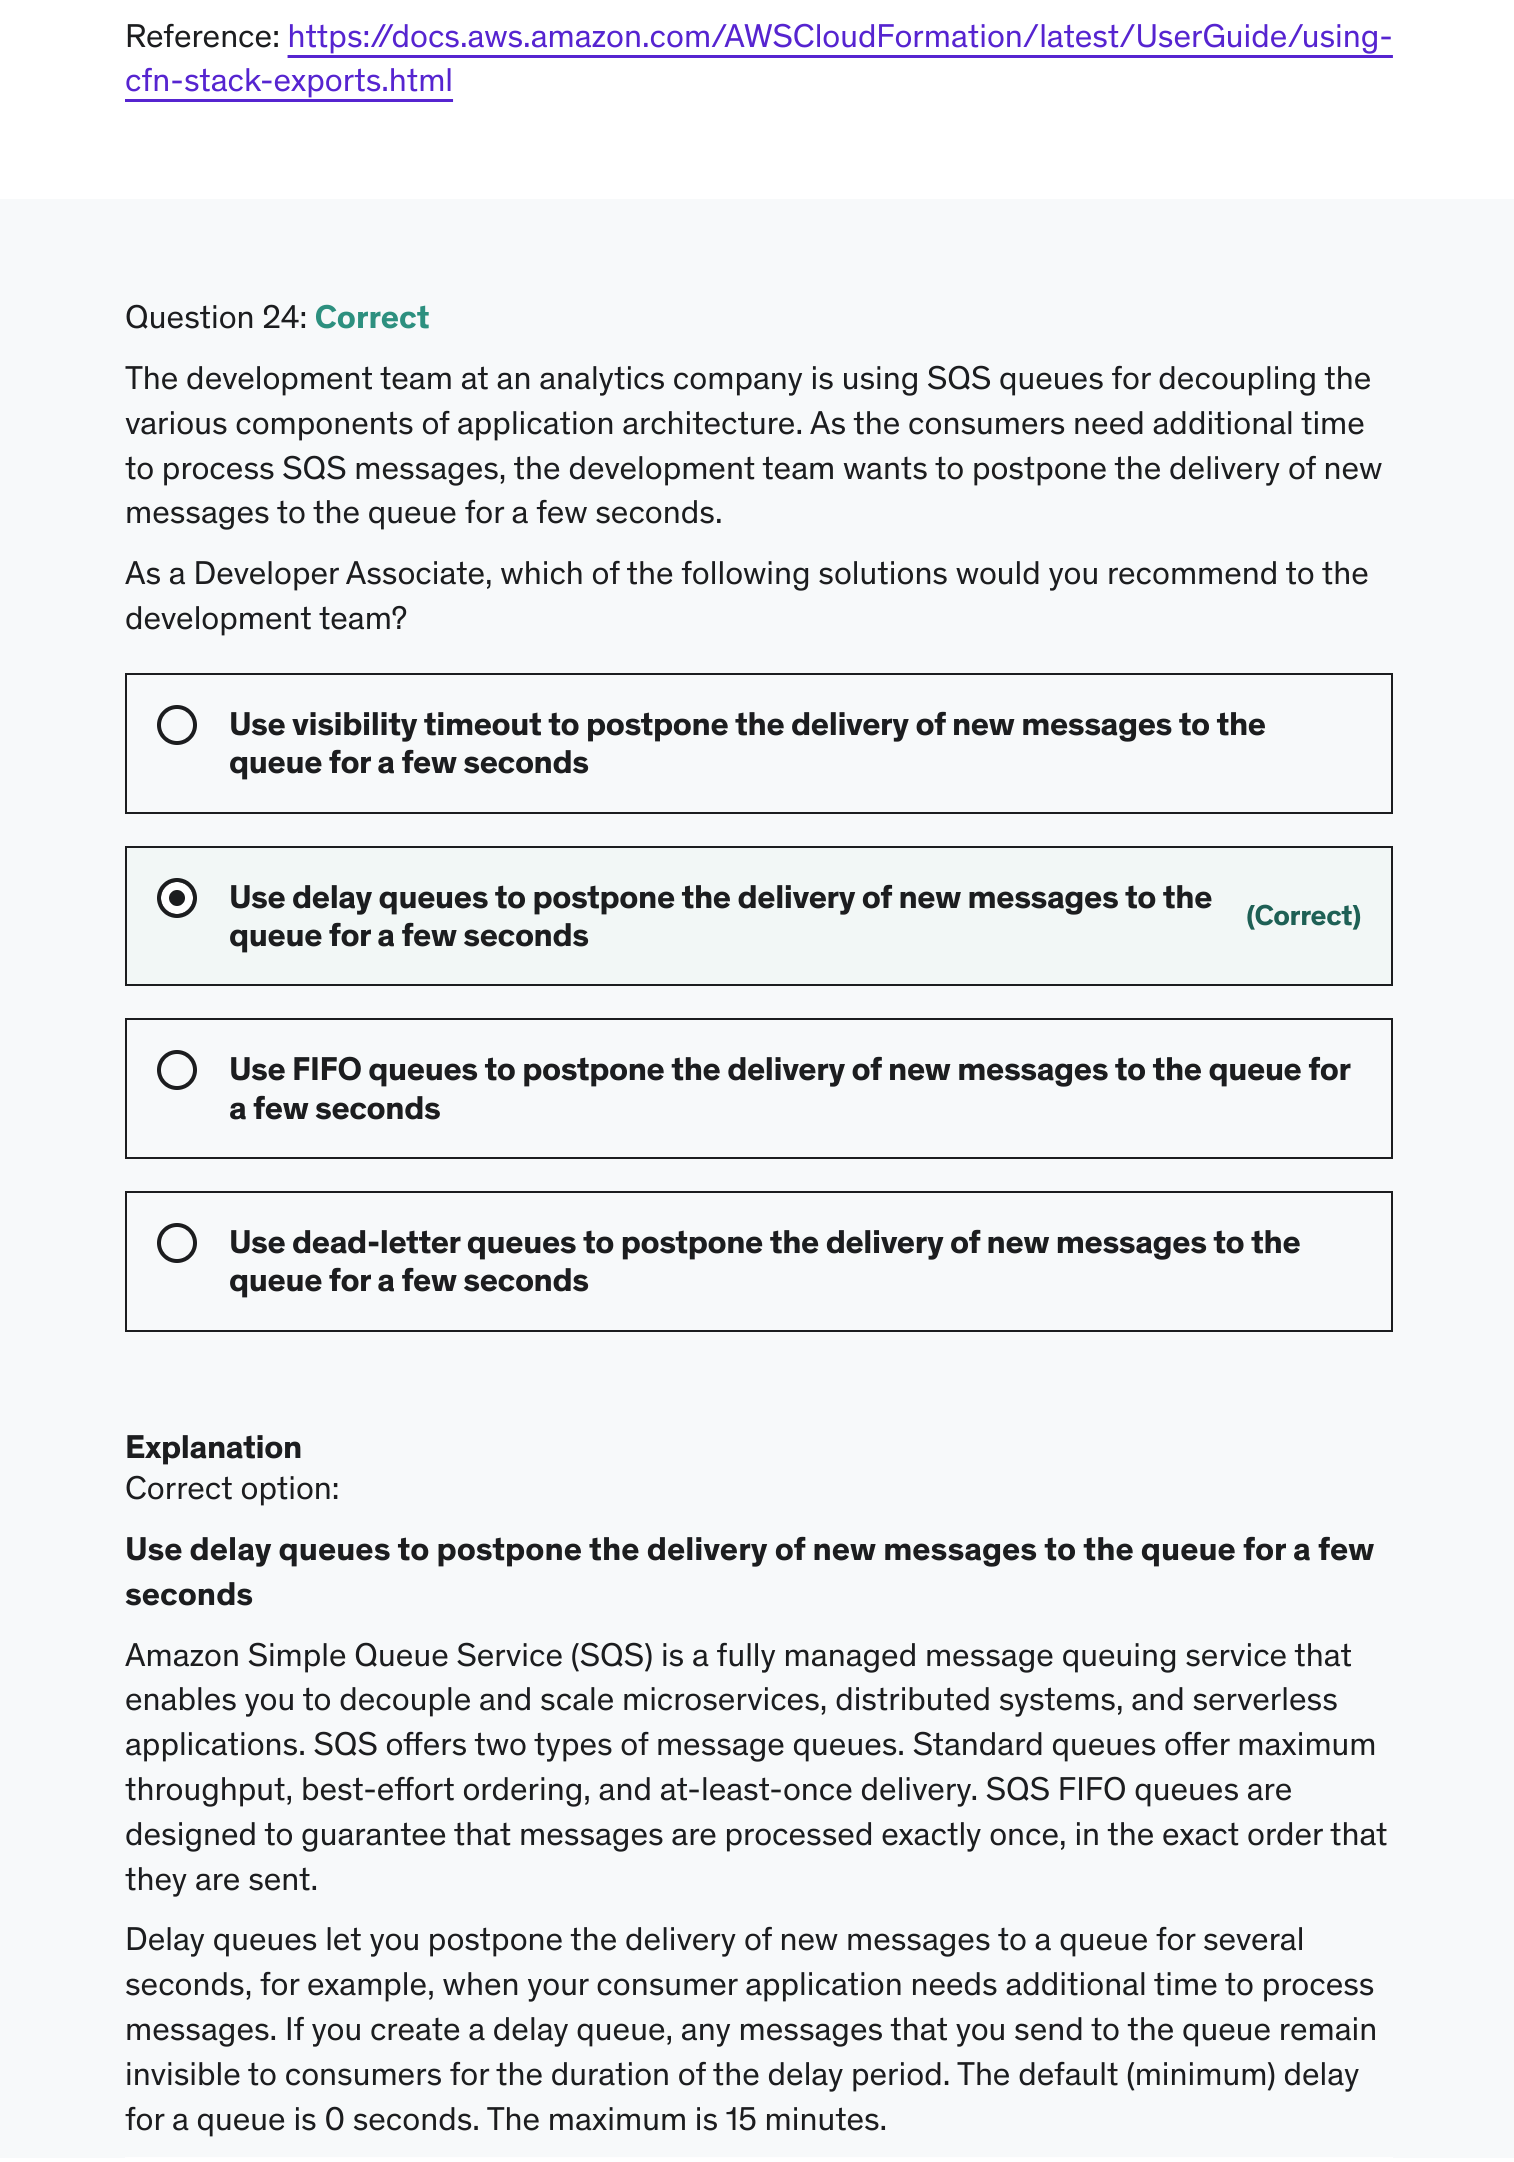 Reference: https://docs.aws.amazon.com/AWSCloudFormation/latest/UserGuide/using-
cfn-stack-exports.html
Question 24: Correct
The development team at an analytics company is using SQS queues for decoupling the
various components of application architecture. As the consumers need additional time
to process SQS messages, the development team wants to postpone the delivery of new
messages to the queue for a few seconds.
As a Developer Associate, which of the following solutions would you recommend to the
development team?
Use visibility timeout to postpone the delivery of new messages to the
queue for a few seconds
Use delay queues to postpone the delivery of new messages to the
queue for a few seconds
(Correct)
Use FIFO queues to postpone the delivery of new messages to the queue for
a few seconds
Use dead-letter queues to postpone the delivery of new messages to the
queue for a few seconds
Explanation
Correct option:
Use delay queues to postpone the delivery of new messages to the queue for a few
seconds
Amazon Simple Queue Service (SQS) is a fully managed message queuing service that
enables you to decouple and scale microservices, distributed systems, and serverless
applications. SQS offers two types of message queues. Standard queues offer maximum
throughput, best-effort ordering, and at-least-once delivery. SQS FIFO queues are
designed to guarantee that messages are processed exactly once, in the exact order that
they are sent.
Delay queues let you postpone the delivery of new messages to a queue for several
seconds, for example, when your consumer application needs additional time to process
messages. If you create a delay queue, any messages that you send to the queue remain
invisible to consumers for the duration of the delay period. The default (minimum) delay
for a queue is 0 seconds. The maximum is 15 minutes.